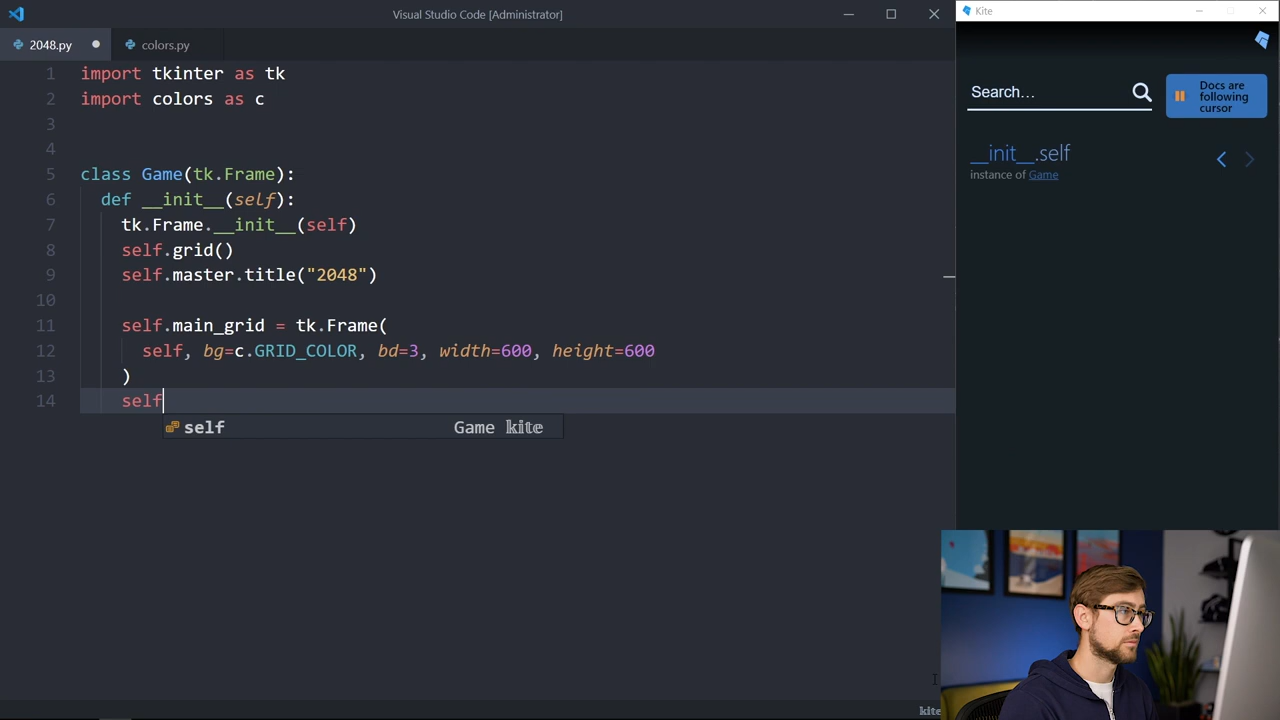 Visual Studio Code [Administrator]
Kite
2048.py
colors.py
1 import tkinter as tk
2 import colors as c
3
4
5 class Game(tk.Frame):
6 def __init__(self):
7 tk.Frame.__init__(self)
8 self.grid()
9 self.master.title("2048")
10
11 self.main_grid = tk.Frame(
12 self, bg=c.GRID_COLOR, bd=3, width=600, height=600
13 )
14 self
self Game kite
Search...
Docs are
following
cursor
__init__.self
instance of Game
kite